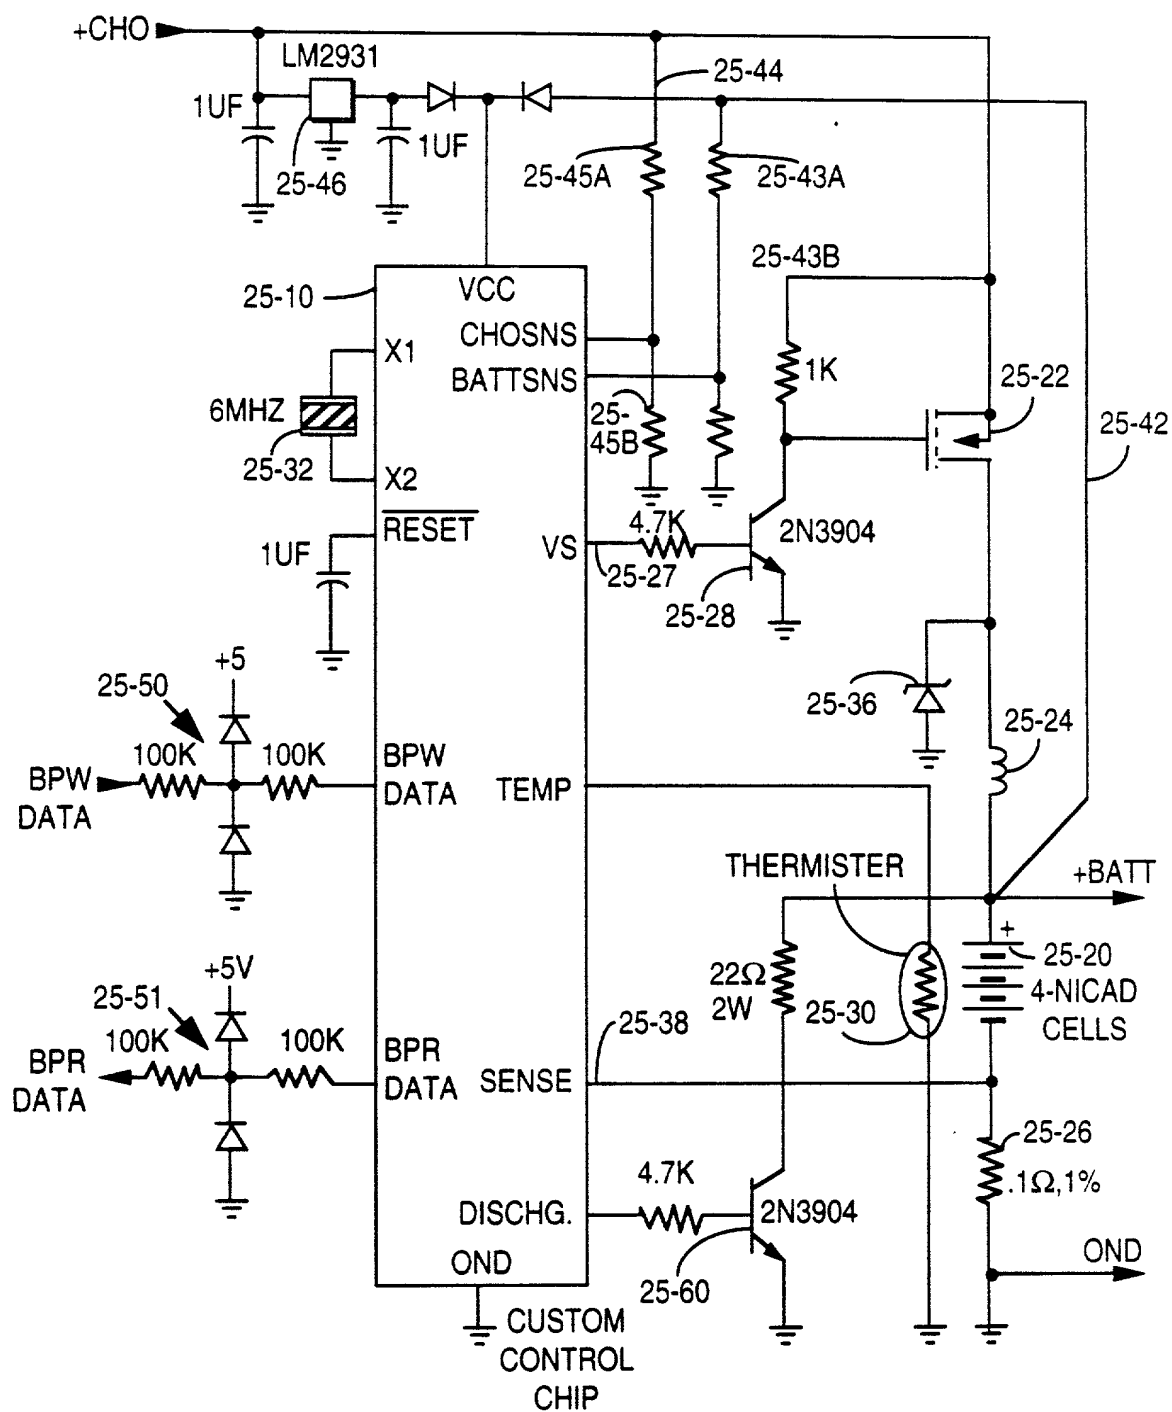 +CHO
LM2931
25-44
1UF
1UF
25-46
25-45A
25-43A
25-43B
25-10
VCC
CHOSNS
X1
BATTSNS
1K
25-22
6MHZ
25-
45B
25-42
25-32
X2
RESET
4.7K
2N3904
1UF
VS
25-27
25-28
+5
25-50
25-36
25-24
100K
100K
BPW
DATA
BPW
DATA
TEMP
THERMISTER
+BATT
+
+5V
25-20
22Ω
2W
25-30
4-NICAD
CELLS
25-51
25-38
100K
100K
BPR
DATA
BPR
DATA
SENSE
25-26
.1Ω,1%
4.7K
DISCHG.
2N3904
OND
OND
25-60
CUSTOM
CONTROL
CHIP